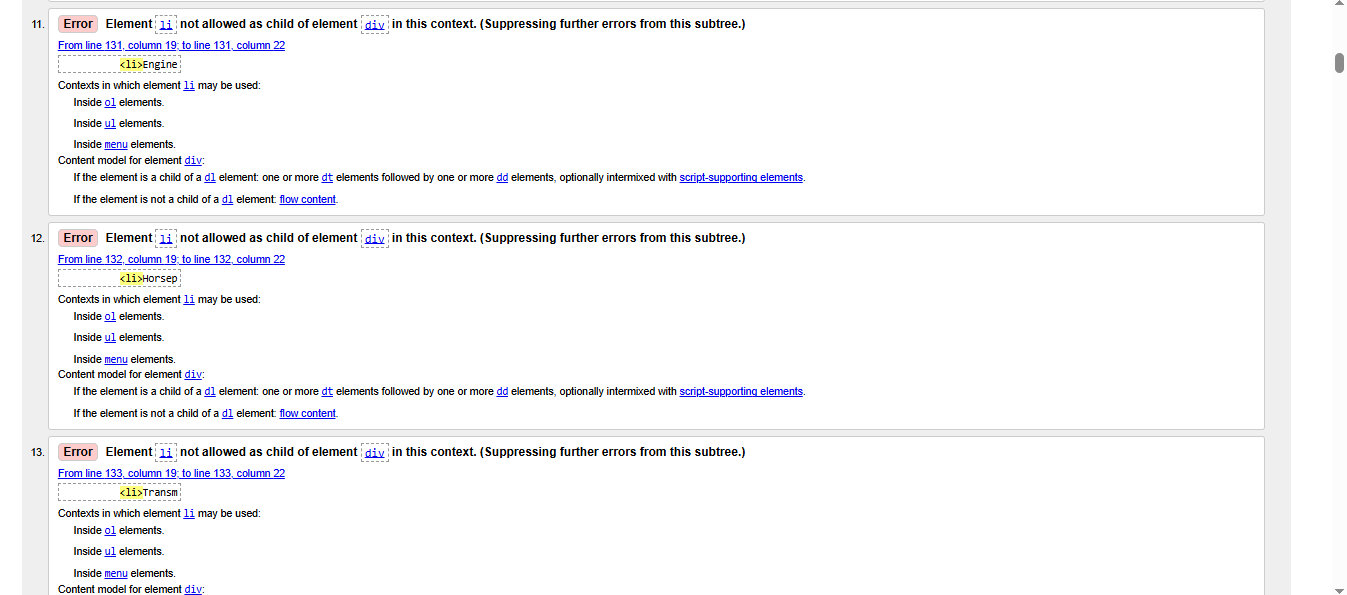 11. Error Element li not allowed as child of element div in this context. (Suppressing further errors from this subtree.)
From line 131, column 19; to line 131, column 22
<li>Engine
Contexts in which element li may be used:
Inside ol elements.
Inside ul elements.
Inside menu elements.
Content model for element div:
If the element is a child of a dl element: one or more dt elements followed by one or more dd elements, optionally intermixed with script-supporting elements.
If the element is not a child of a dl element: flow content.
12. Error Element li not allowed as child of element div in this context. (Suppressing further errors from this subtree.)
From line 132, column 19; to line 132, column 22
<li>Horsep
Contexts in which element li may be used:
Inside ol elements.
Inside ul elements.
Inside menu elements.
Content model for element div:
If the element is a child of a dl element: one or more dt elements followed by one or more dd elements, optionally intermixed with script-supporting elements.
If the element is not a child of a dl element: flow content.
13. Error Element li not allowed as child of element div in this context. (Suppressing further errors from this subtree.)
From line 133, column 19; to line 133, column 22
<li>Transm
Contexts in which element li may be used:
Inside ol elements.
Inside ul elements.
Inside menu elements.
Content model for element div: